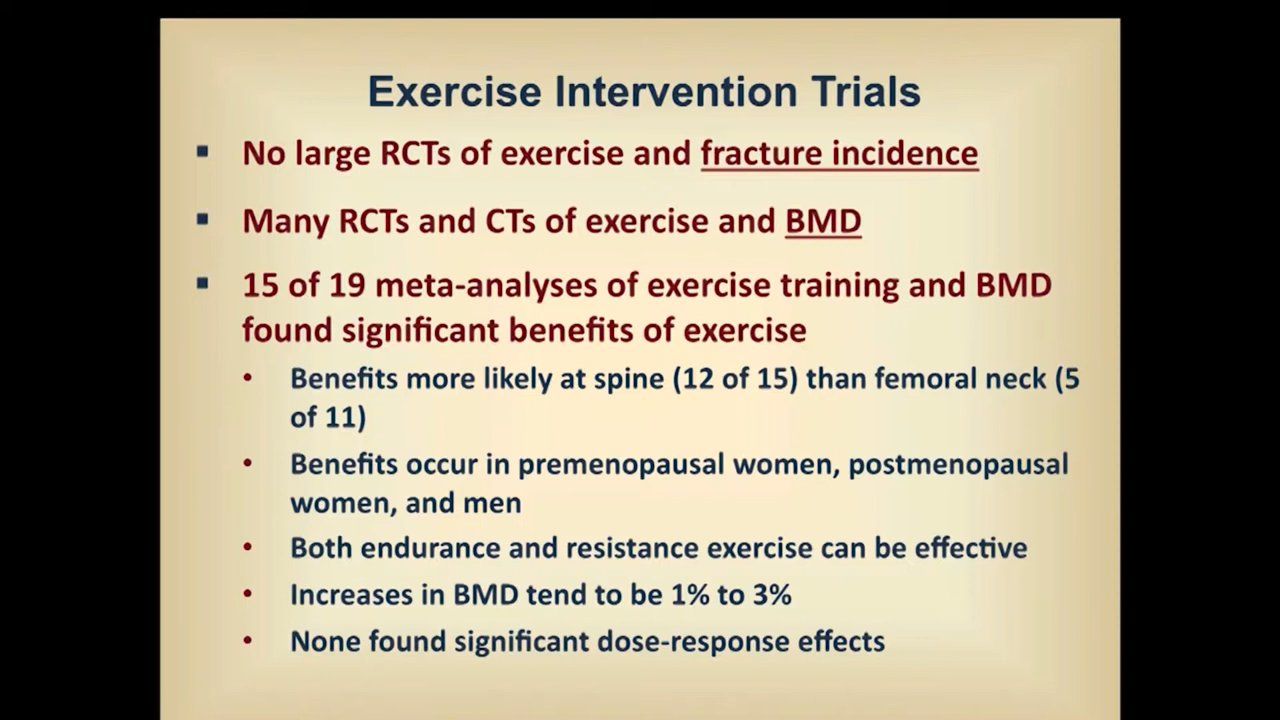 Exercise Intervention Trials
▪ No large RCTs of exercise and fracture incidence
▪ Many RCTs and CTs of exercise and BMD
▪ 15 of 19 meta-analyses of exercise training and BMD
found significant benefits of exercise
• Benefits more likely at spine (12 of 15) than femoral neck (5
of 11)
• Benefits occur in premenopausal women, postmenopausal
women, and men
• Both endurance and resistance exercise can be effective
• Increases in BMD tend to be 1% to 3%
• None found significant dose-response effects